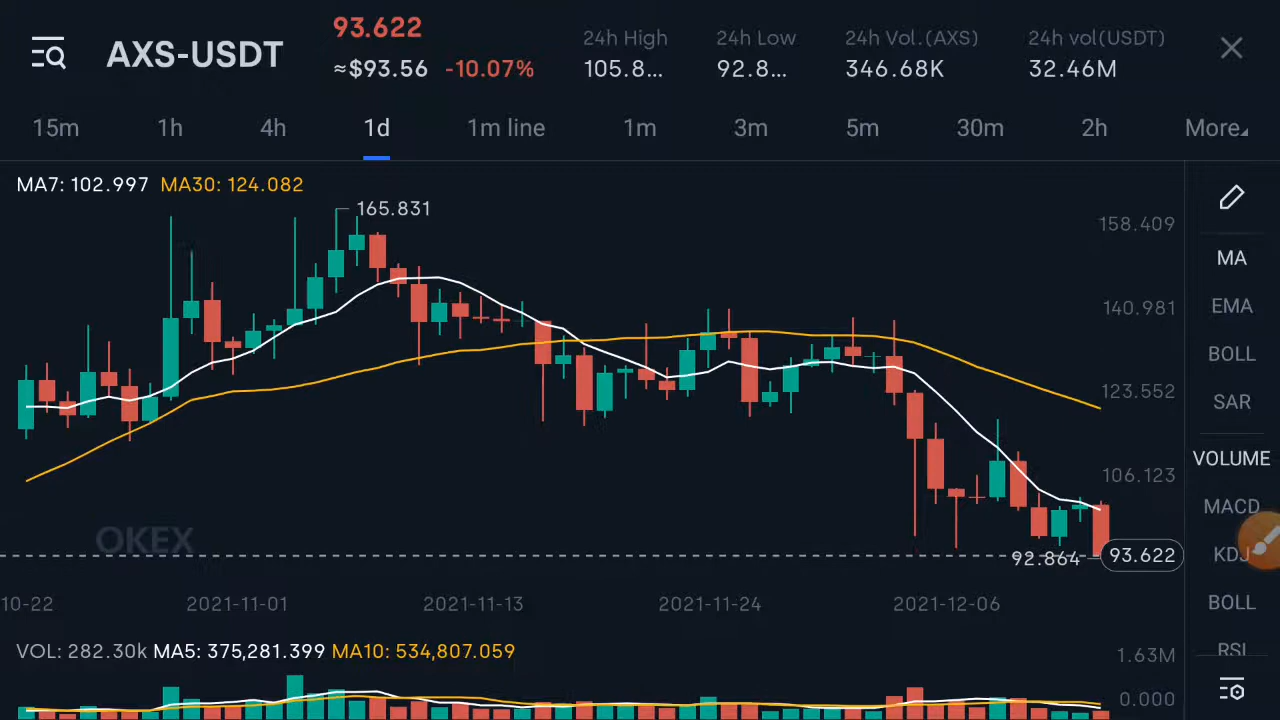 AXS-USDT
93.622
≈$93.56 -10.07%
24h High
105.8...
24h Low
92.8...
24h Vol.(AXS)
346.68K
24h vol(USDT)
32.46M
15m 1h 4h 1d 1m line 1m 3m 5m 30m 2h More
MA7: 102.997 MA30: 124.082
165.831
158.409
140.981
123.552
106.123
93.622
92.864
OKEX
10-22 2021-11-01 2021-11-13 2021-11-24 2021-12-06
VOL: 282.30k MA5: 375,281.399 MA10: 534,807.059
1.63M
0.000
MA
EMA
BOLL
SAR
VOLUME
MACD
KDJ
BOLL
RSI